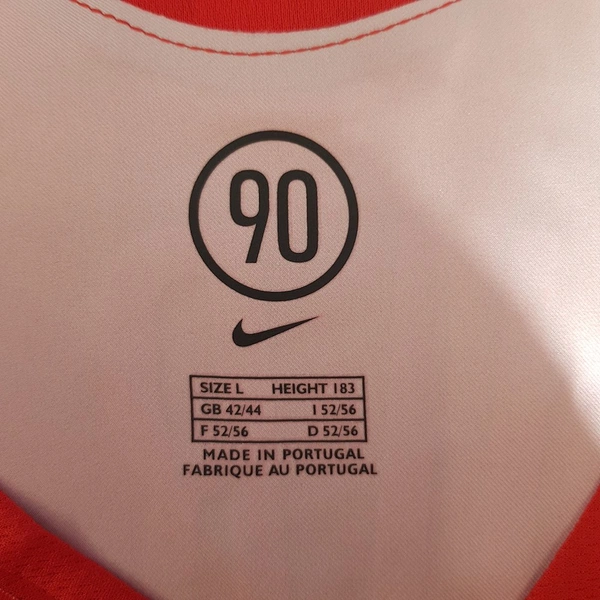 90
SIZE L HEIGHT 183
GB 42/44 I 52/56
F 52/56 D 52/56
MADE IN PORTUGAL
FABRIQUE AU PORTUGAL